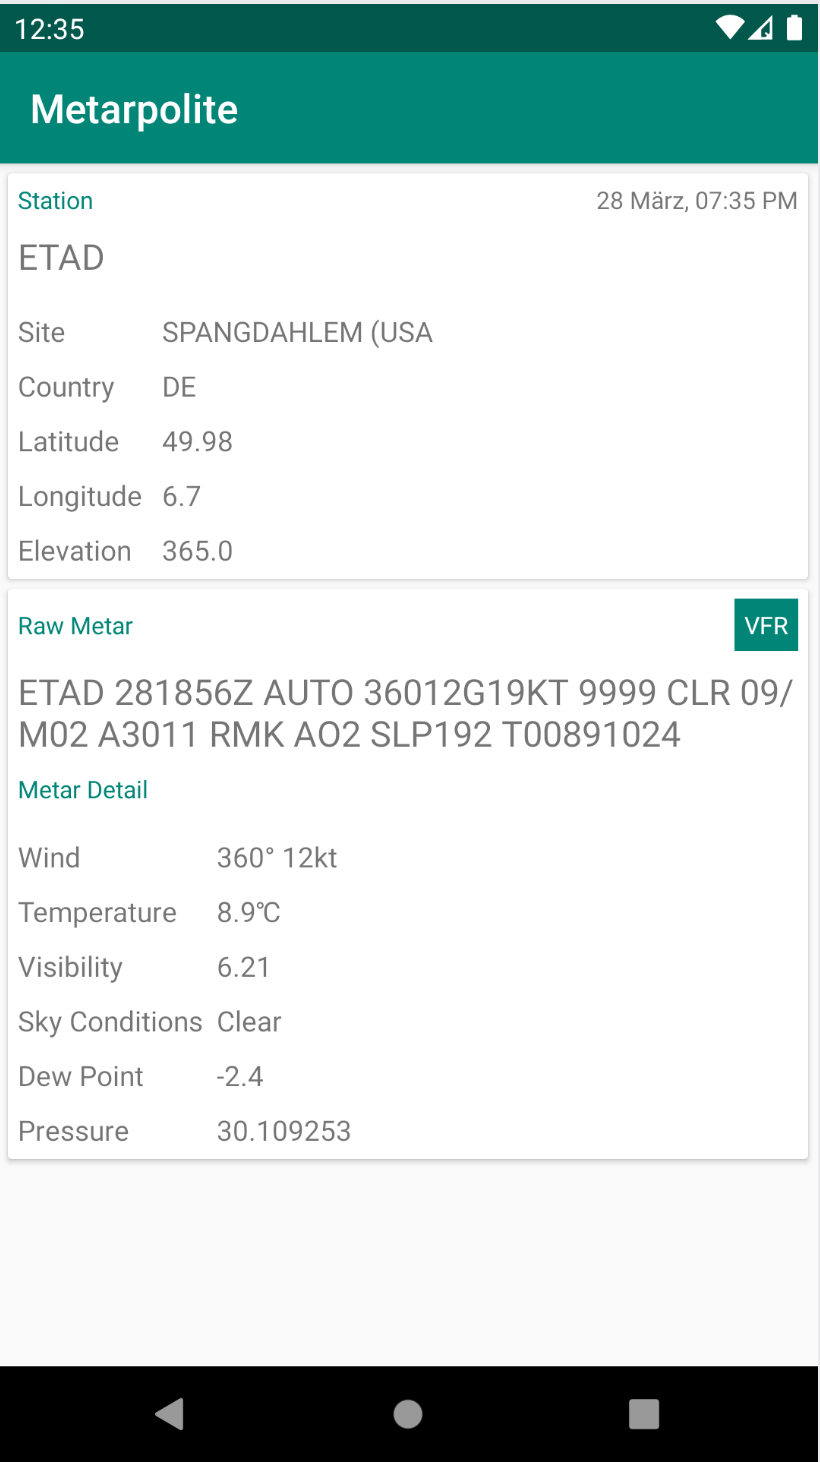 12:35
Metarpolite
Station 28 März, 07:35 PM
ETAD
Site SPANGDAHLEM (USA
Country DE
Latitude 49.98
Longitude 6.7
Elevation 365.0
Raw Metar VFR
ETAD 281856Z AUTO 36012G19KT 9999 CLR 09/
M02 A3011 RMK AO2 SLP192 T00891024
Metar Detail
Wind 360° 12kt
Temperature 8.9℃
Visibility 6.21
Sky Conditions Clear
Dew Point -2.4
Pressure 30.109253